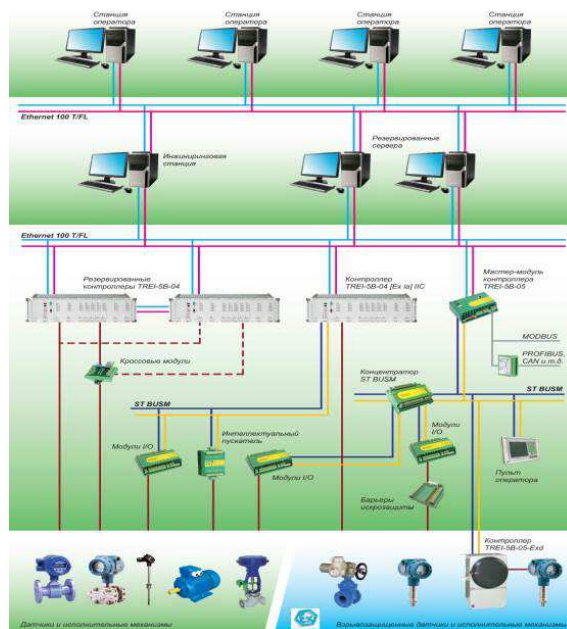 Станция
оператора
Станция
оператора
Станция
оператора
Станция
оператора
Ethernet 100 T/FL
Инжиниринговая
станция
Резервированные
сервера
Ethernet 100 T/FL
Резервированные
контроллеры TREI-5B-04
Контроллер
TREI-5B-04 [Ex ia] IIC
Мастер-модуль
контроллера
TREI-5B-05
MODBUS
PROFIBUS,
CAN и т.д.
Кроссовые модули
Концентратор
ST BUSM
ST BUSM
ST BUSM
Интеллектуальный
пускатель
Модули I/O
Модули I/O
Модули
I/O
Пульт
оператора
Барьеры
искрозащиты
Контроллер
TREI-5B-05-Exd
Датчики и исполнительные механизмы
Взрывозащищенные датчики и исполнительные механизмы